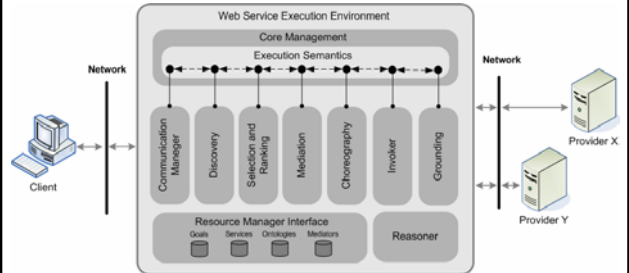 Web Service Execution Environment
Core Management
Execution Semantics
Network
Network
Communication
Maneger
Discovery
Selection and
Ranking
Mediation
Choreography
Invoker
Grounding
Client
Provider X
Provider Y
Resource Manager Interface
Goals Services Ontologies Mediators
Reasoner